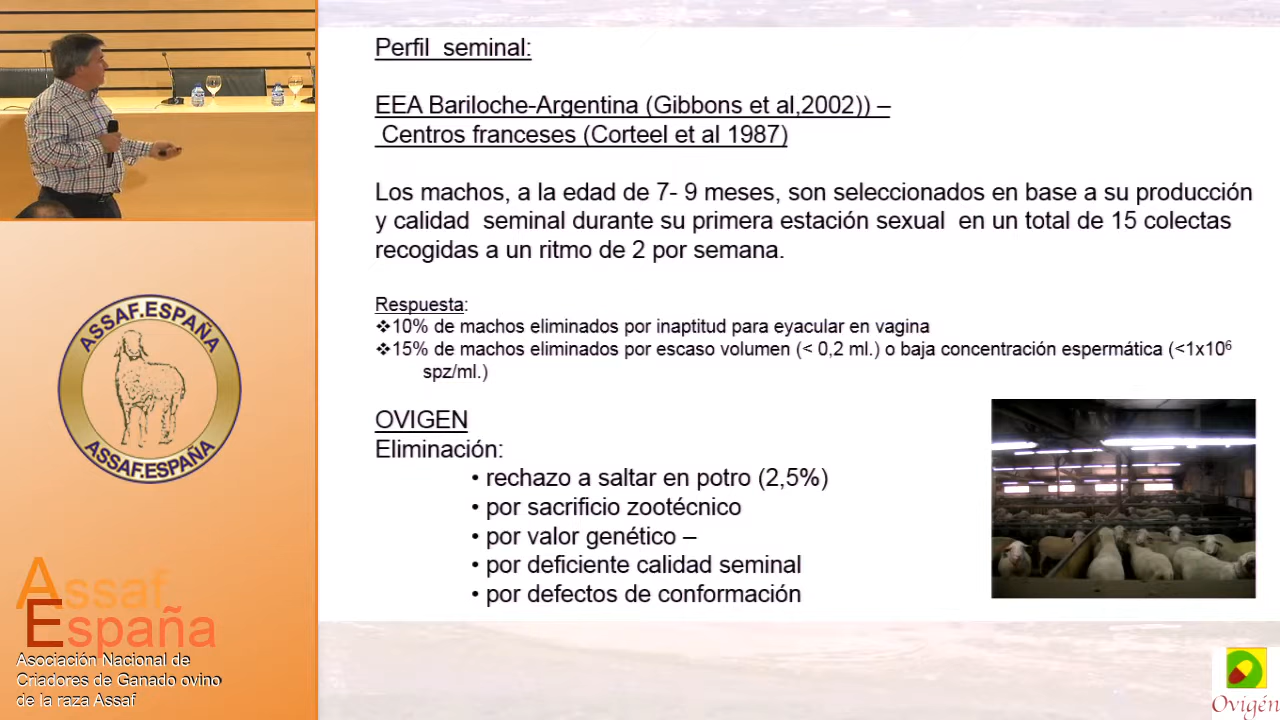 Perfil seminal:
EEA Bariloche-Argentina (Gibbons et al,2002)) –
Centros franceses (Corteel et al 1987)
Los machos, a la edad de 7- 9 meses, son seleccionados en base a su producción
y calidad seminal durante su primera estación sexual en un total de 15 colectas
recogidas a un ritmo de 2 por semana.
Respuesta:
❖10% de machos eliminados por inaptitud para eyacular en vagina
❖15% de machos eliminados por escaso volumen (< 0,2 ml.) o baja concentración espermática (<1x10⁶
spz/ml.)
OVIGEN
Eliminación:
• rechazo a saltar en potro (2,5%)
• por sacrificio zootécnico
• por valor genético –
• por deficiente calidad seminal
• por defectos de conformación
ASSAF.ESPAÑA
ASSAF.ESPAÑA
Assaf
España
Asociación Nacional de
Criadores de Ganado ovino
de la raza Assaf
Ovigén